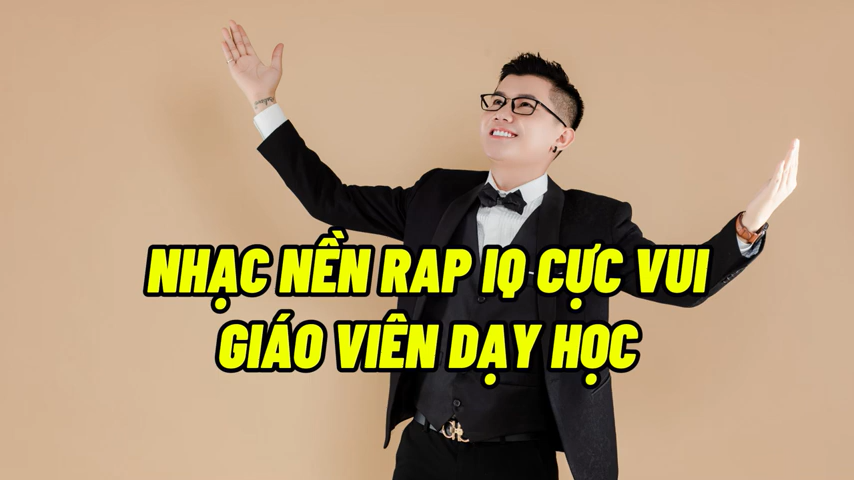 NHẠC NỀN RAP IQ CỰC VUI
GIÁO VIÊN DẠY HỌC